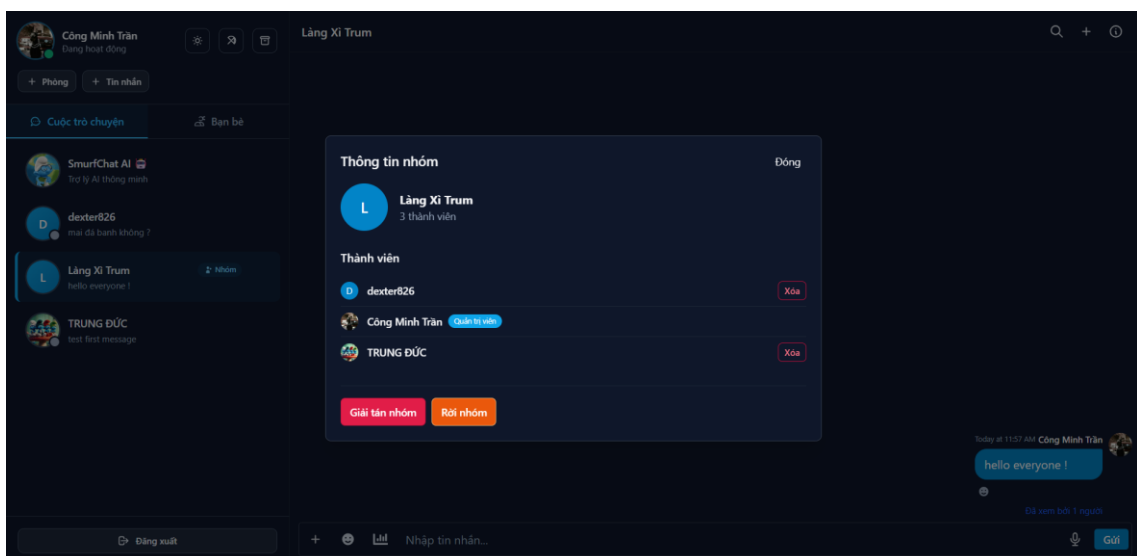 Công Minh Trần
Đang hoạt động
+ Phòng
+ Tin nhắn
Cuộc trò chuyện
Bạn bè
SmurfChat AI
Trợ lý AI thông minh
D
dexter826
mai đá banh không ?
L
Làng Xì Trum
Nhóm
hello everyone !
TRUNG ĐỨC
test first message
Đăng xuất
Làng Xì Trum
Thông tin nhóm
Đóng
L
Làng Xì Trum
3 thành viên
Thành viên
D
dexter826
Xóa
Công Minh Trần
Quản trị viên
TRUNG ĐỨC
Xóa
Giải tán nhóm
Rời nhóm
Today at 11:57 AM Công Minh Trần
hello everyone !
Đã xem bởi 1 người
Nhập tin nhắn...
Gửi